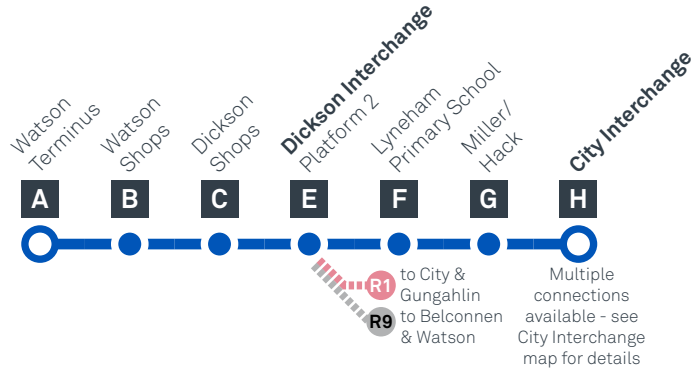 Watson
Terminus
Watson
Shops
Dickson
Shops
Dickson Interchange
Platform 2
Lyneham
Primary School
Miller/
Hack
City Interchange
A
B
C
E
F
G
H
R1
to City &
Gungahlin
R9
to Belconnen
& Watson
Multiple
connections
available - see
City Interchange
map for details